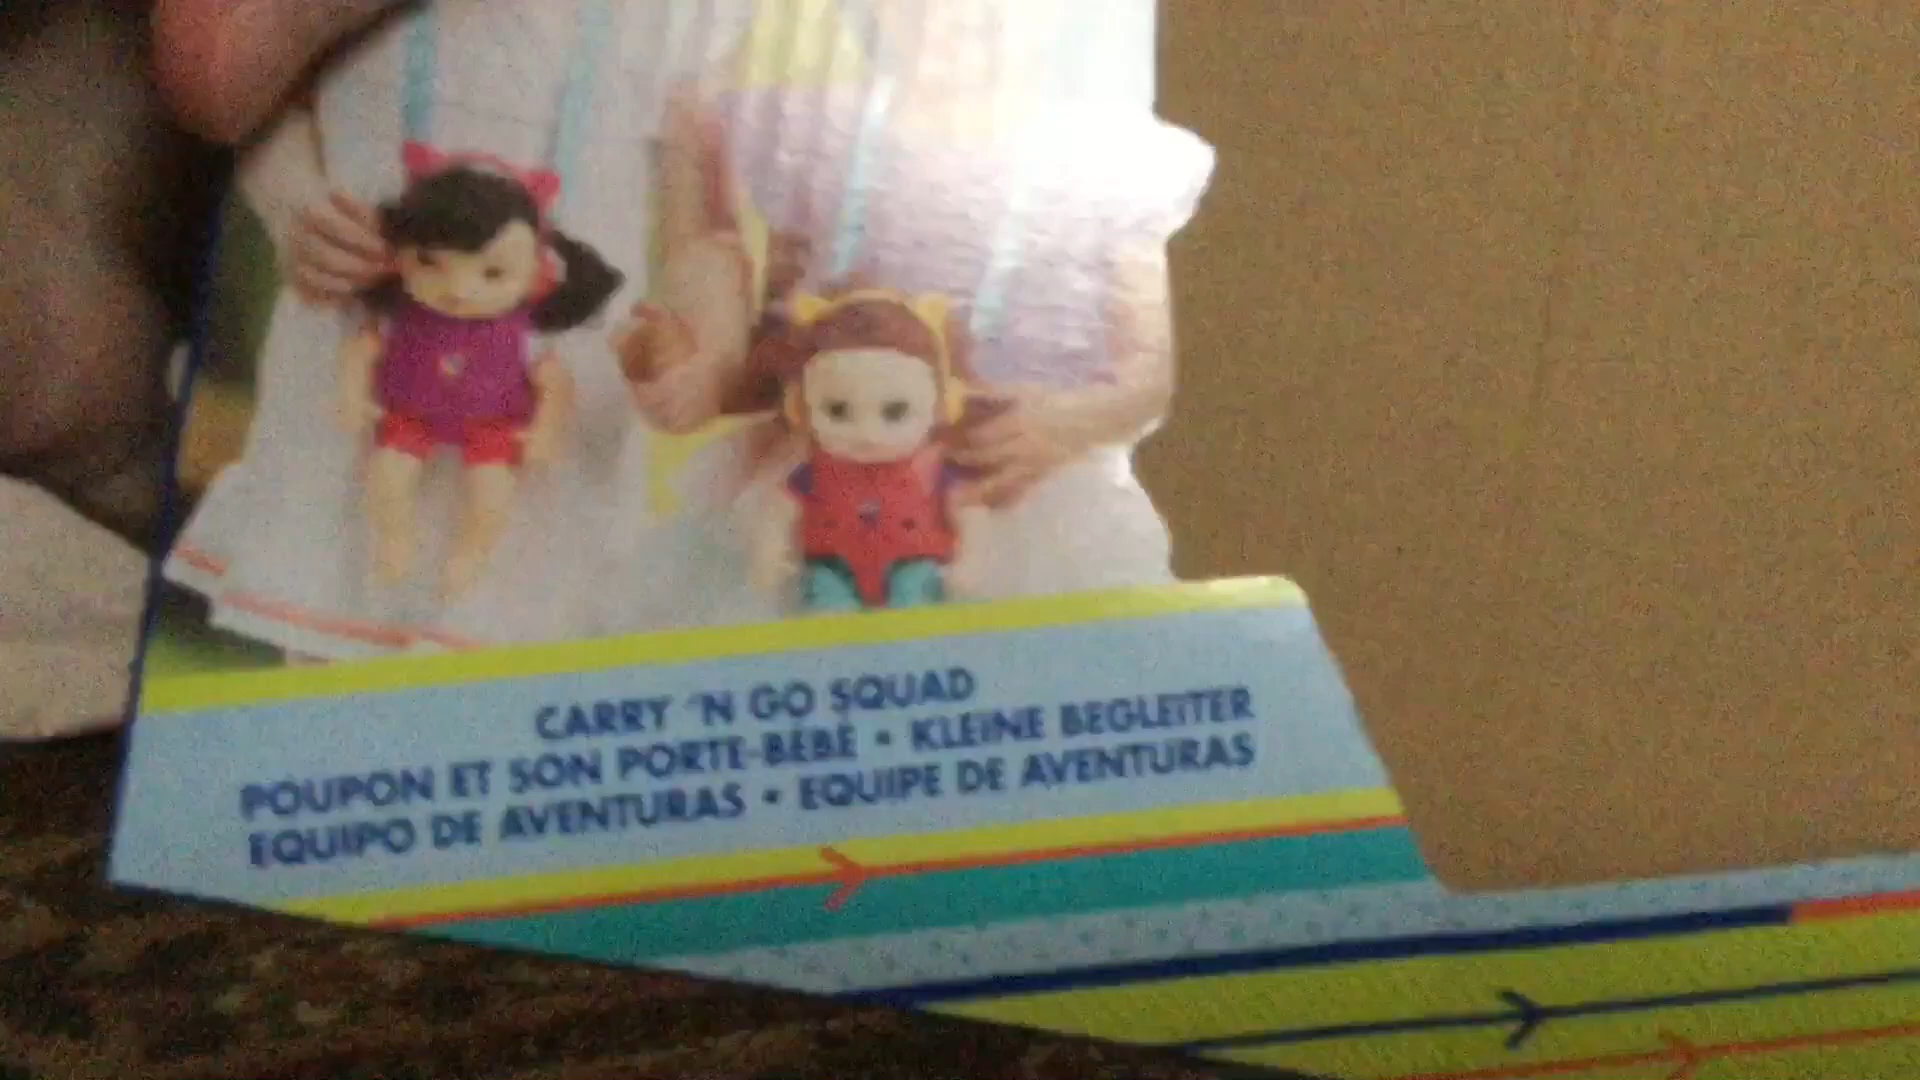 CARRY 'N GO SQUAD
POUPON ET SON PORTE-BÉBÉ • KLEINE BEGLEITER
EQUIPO DE AVENTURAS • EQUIPE DE AVENTURAS